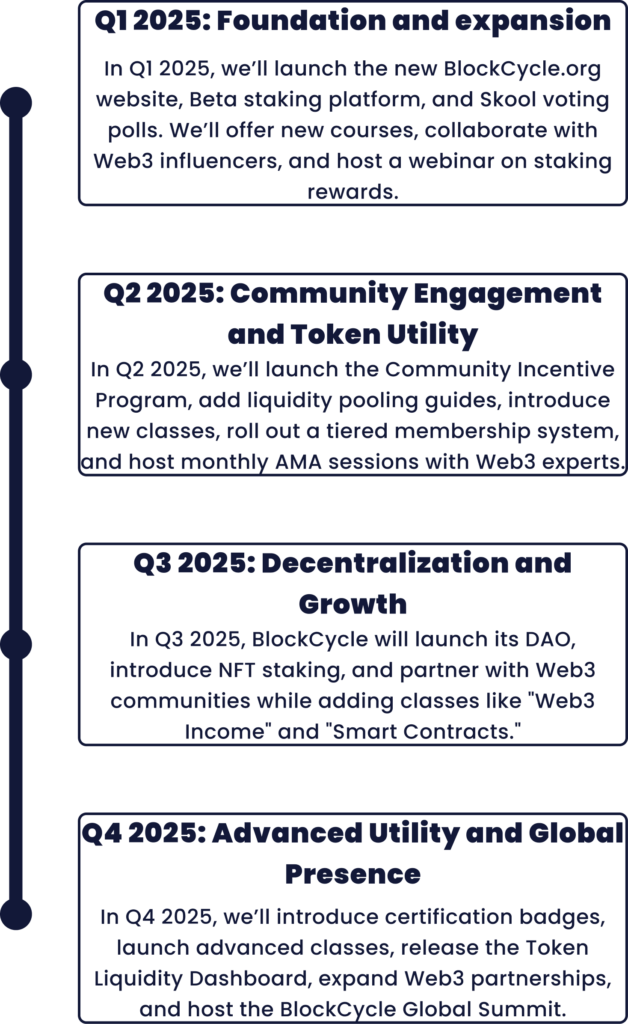 Q1 2025: Foundation and expansion
In Q1 2025, we’ll launch the new BlockCycle.org
website, Beta staking platform, and Skool voting
polls. We’ll offer new courses, collaborate with
Web3 influencers, and host a webinar on staking
rewards.
Q2 2025: Community Engagement
and Token Utility
In Q2 2025, we’ll launch the Community Incentive
Program, add liquidity pooling guides, introduce
new classes, roll out a tiered membership system,
and host monthly AMA sessions with Web3 experts.
Q3 2025: Decentralization and
Growth
In Q3 2025, BlockCycle will launch its DAO,
introduce NFT staking, and partner with Web3
communities while adding classes like "Web3
Income" and "Smart Contracts."
Q4 2025: Advanced Utility and Global
Presence
In Q4 2025, we’ll introduce certification badges,
launch advanced classes, release the Token
Liquidity Dashboard, expand Web3 partnerships,
and host the BlockCycle Global Summit.